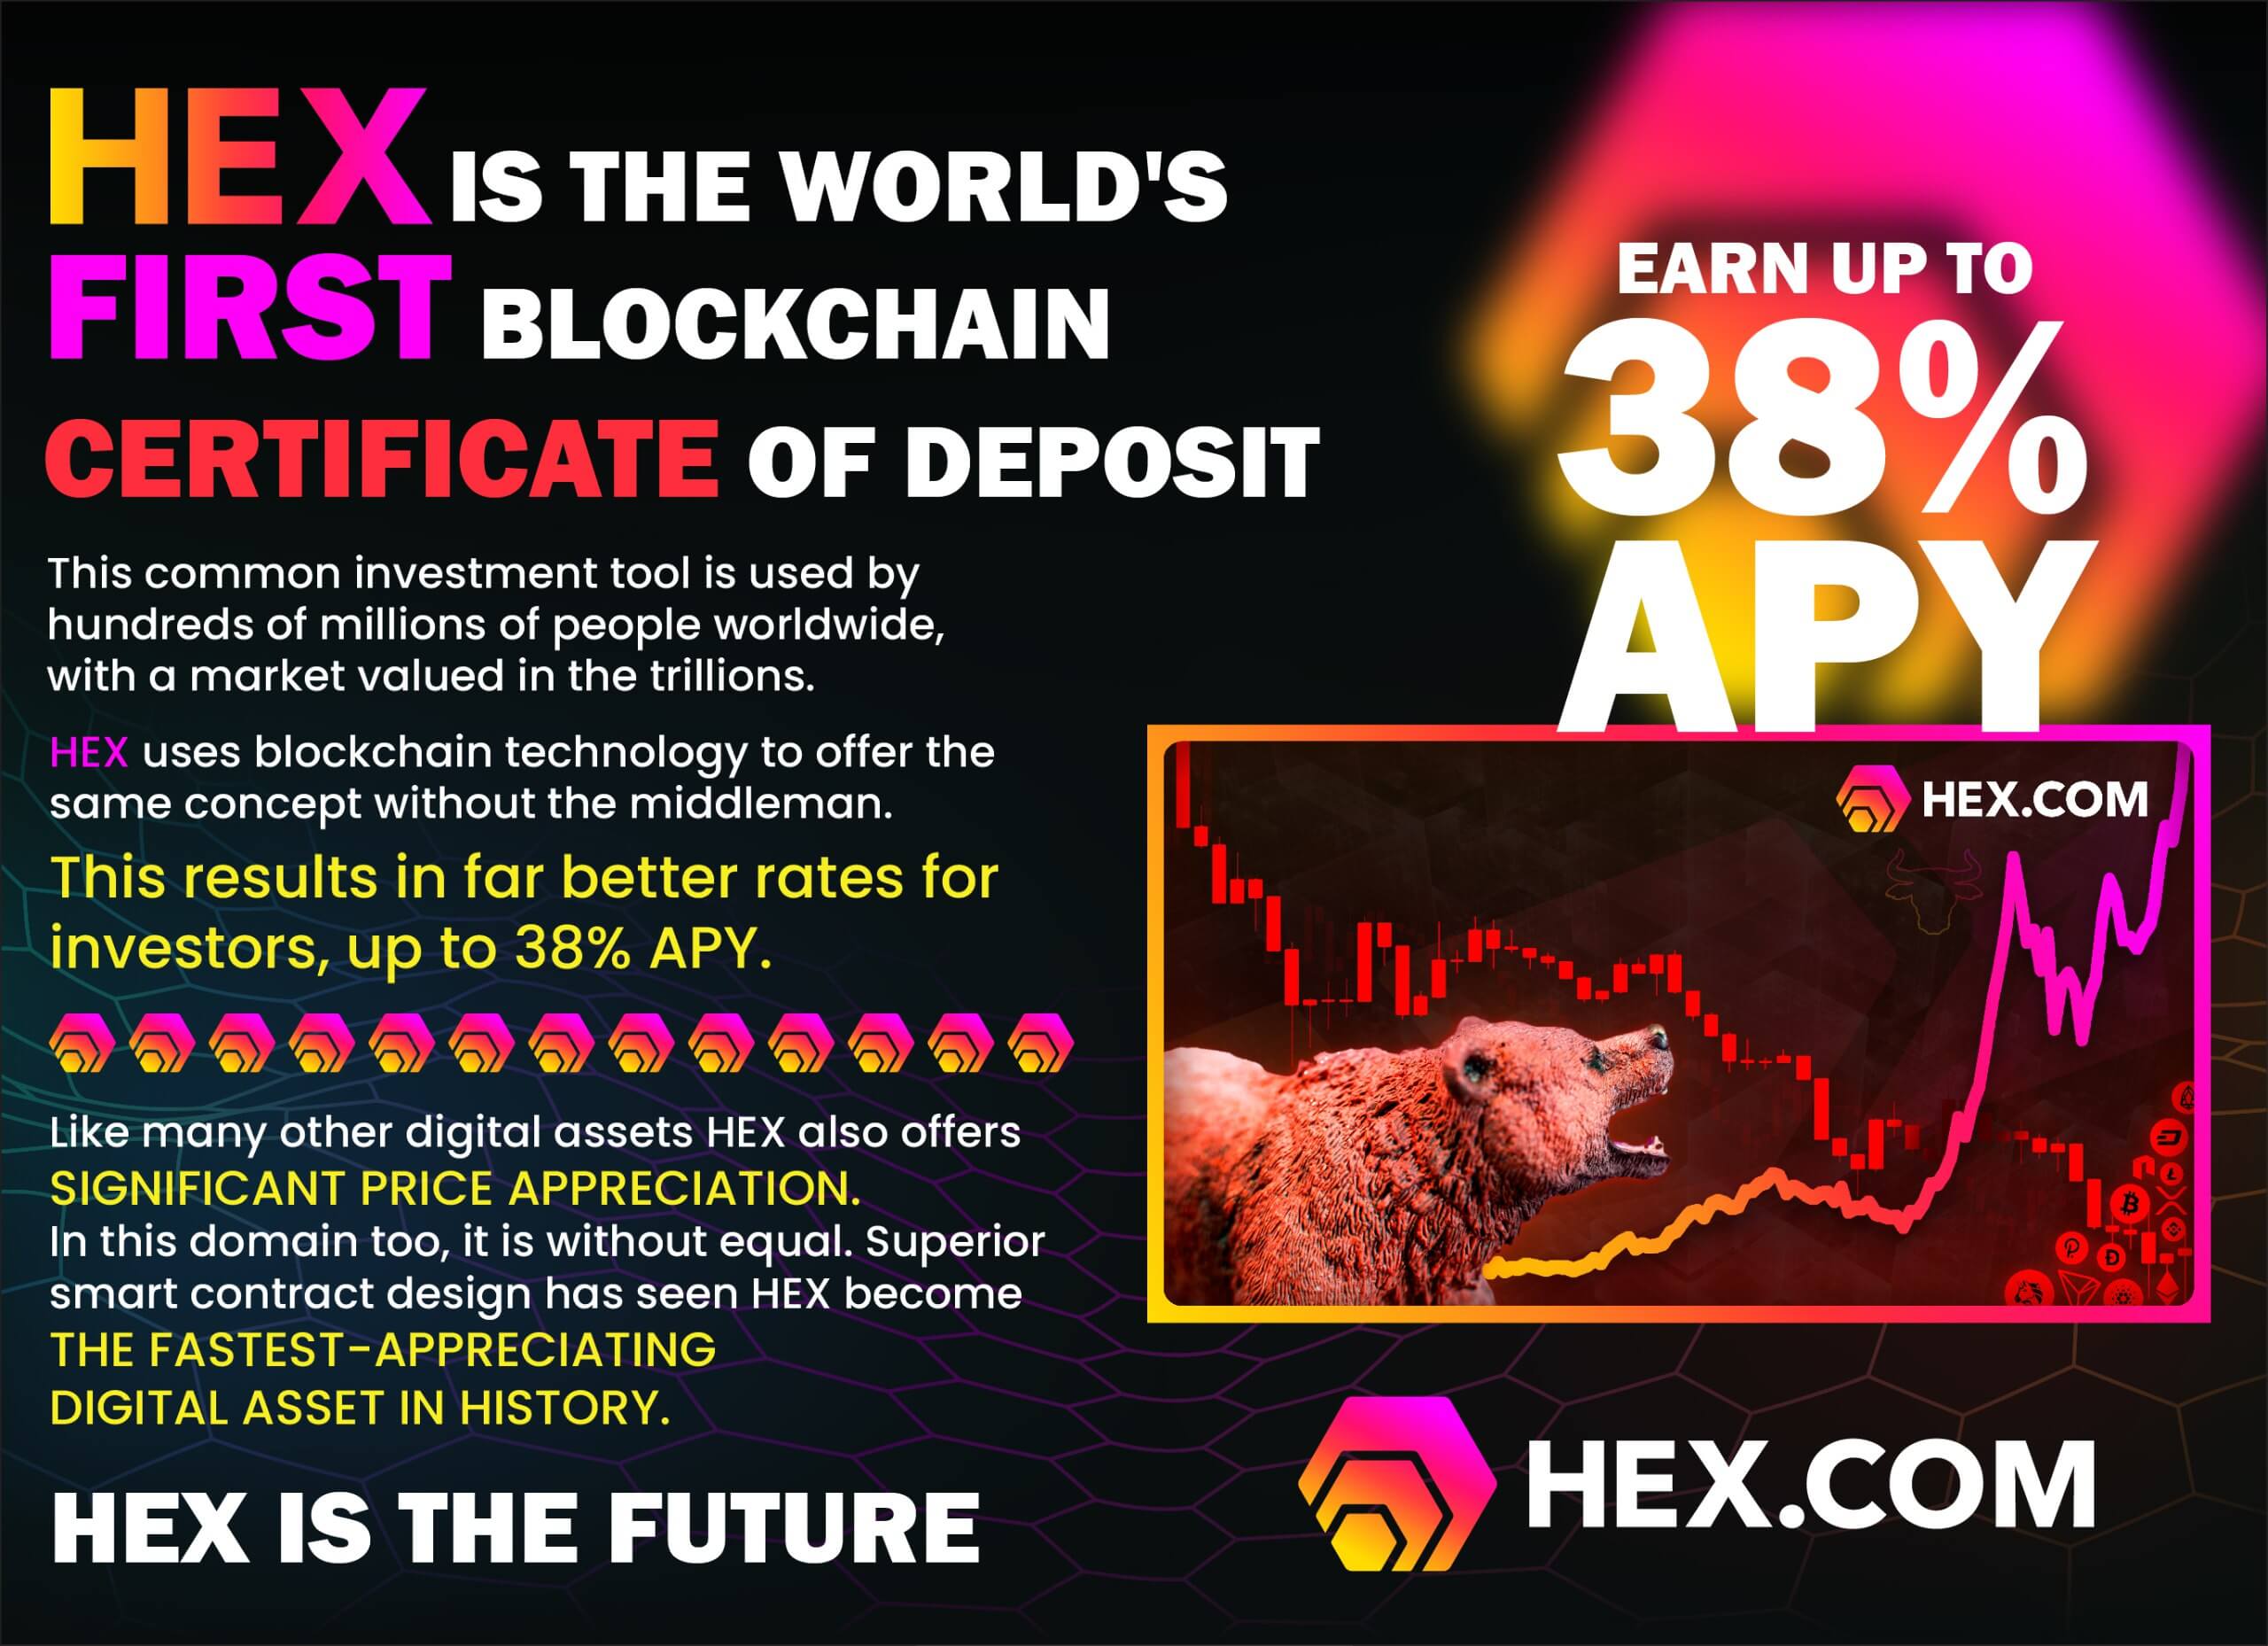 HEX IS THE WORLD'S
FIRST BLOCKCHAIN
CERTIFICATE OF DEPOSIT
This common investment tool is used by
hundreds of millions of people worldwide,
with a market valued in the trillions.
HEX uses blockchain technology to offer the
same concept without the middleman.
This results in far better rates for
investors, up to 38% APY.
Like many other digital assets HEX also offers
SIGNIFICANT PRICE APPRECIATION.
In this domain too, it is without equal. Superior
smart contract design has seen HEX become
THE FASTEST-APPRECIATING
DIGITAL ASSET IN HISTORY.
HEX IS THE FUTURE
EARN UP TO
38%
APY
HEX.COM
HEX.COM